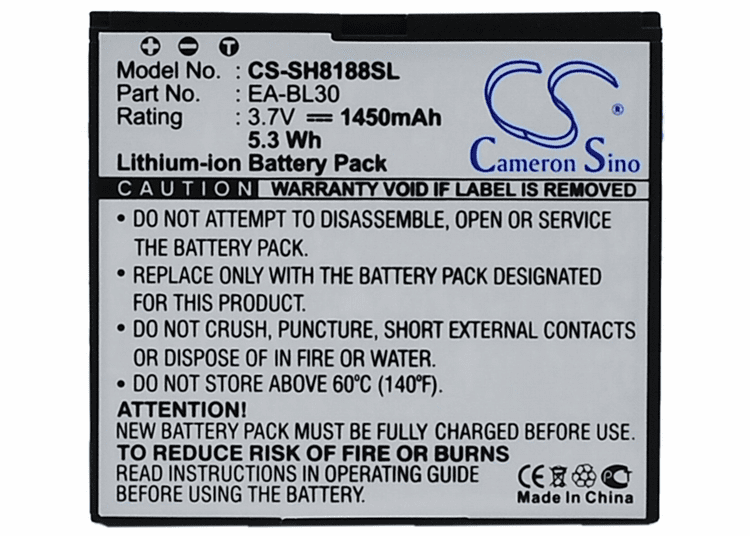 + - T
Model No. : CS-SH8188SL
Part No. : EA-BL30
Rating : 3.7V 1450mAh
5.3 Wh
Lithium-ion Battery Pack
CS
®
Cameron Sino
CAUTION WARRANTY VOID IF LABEL IS REMOVED
• DO NOT ATTEMPT TO DISASSEMBLE, OPEN OR SERVICE
THE BATTERY PACK.
• REPLACE ONLY WITH THE BATTERY PACK DESIGNATED
FOR THIS PRODUCT.
• DO NOT CRUSH, PUNCTURE, SHORT EXTERNAL CONTACTS
OR DISPOSE OF IN FIRE OR WATER.
• DO NOT STORE ABOVE 60°C (140°F).
ATTENTION!
NEW BATTERY PACK MUST BE FULLY CHARGED BEFORE USE.
TO REDUCE RISK OF FIRE OR BURNS
READ INSTRUCTIONS IN OPERATING GUIDE
SUPPLIED BY THE MANUFACTURER.
CE
Made In China